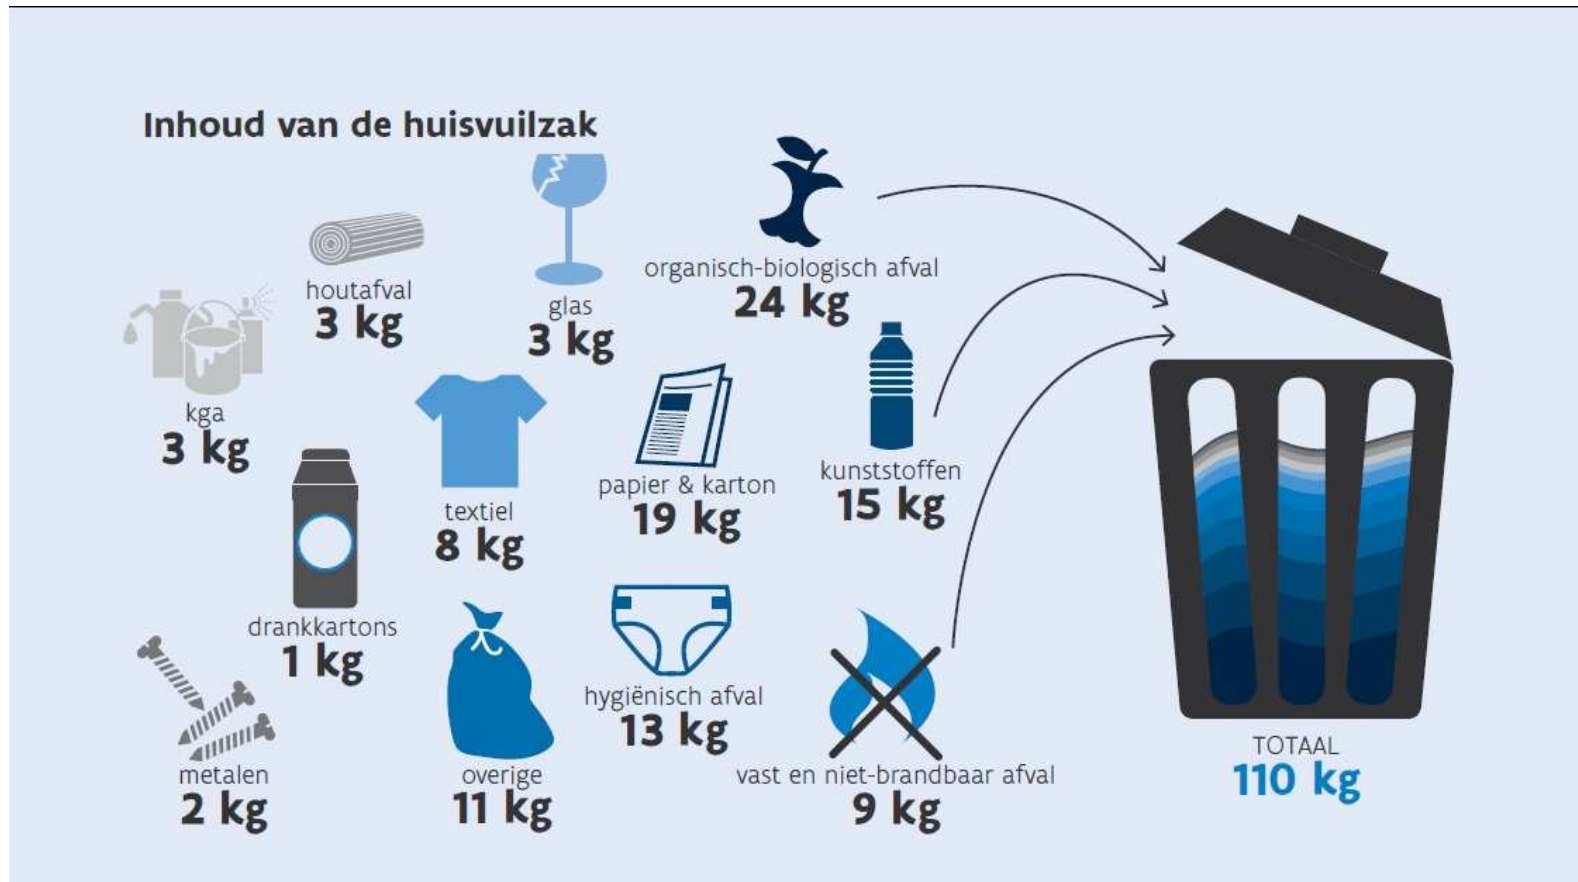 Inhoud van de huisvuilzak
organisch-biologisch afval
24 kg
houtafval
3 kg
glas
3 kg
kga
3 kg
textiel
8 kg
papier & karton
19 kg
kunststoffen
15 kg
drankkartons
1 kg
hygiënisch afval
13 kg
metalen
2 kg
overige
11 kg
vast en niet-brandbaar afval
9 kg
TOTAAL
110 kg